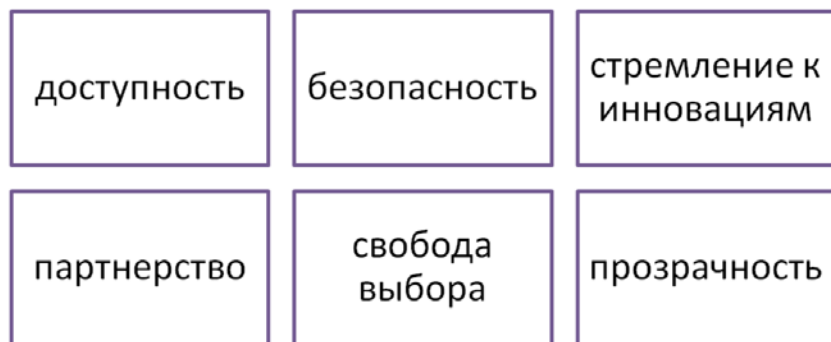 доступность
безопасность
стремление к
инновациям
партнерство
свобода
выбора
прозрачность